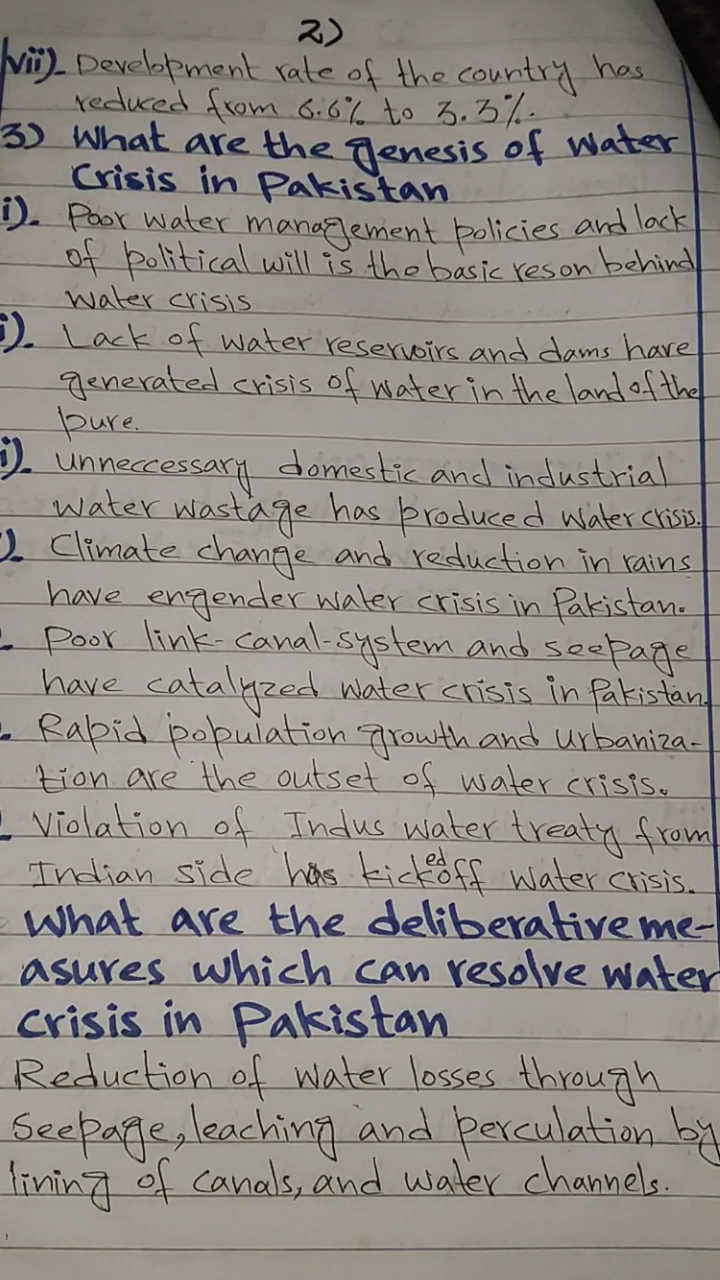 2)
vii). Development rate of the country has
reduced from 6.6% to 3.3%.
3) What are the genesis of water
Crisis in Pakistan
i). Poor water management policies and lack
of political will is the basic reson behind
water crisis
i). Lack of water reservoirs and dams have
generated crisis of water in the land of the
pure.
i). unneccessary domestic and industrial
water wastage has produced water crisis.
). Climate change and reduction in rains
have engender water crisis in Pakistan.
. Poor link-canal-system and seepage
have catalyzed water crisis in Pakistan.
. Rapid population growth and urbaniza-
tion are the outset of water crisis.
Violation of Indus water treaty from
Indian side has kickedoff water crisis.
What are the deliberative me-
asures which can resolve water
crisis in Pakistan
Reduction of water losses through
seepage, leaching and perculation by
lining of canals, and water channels.